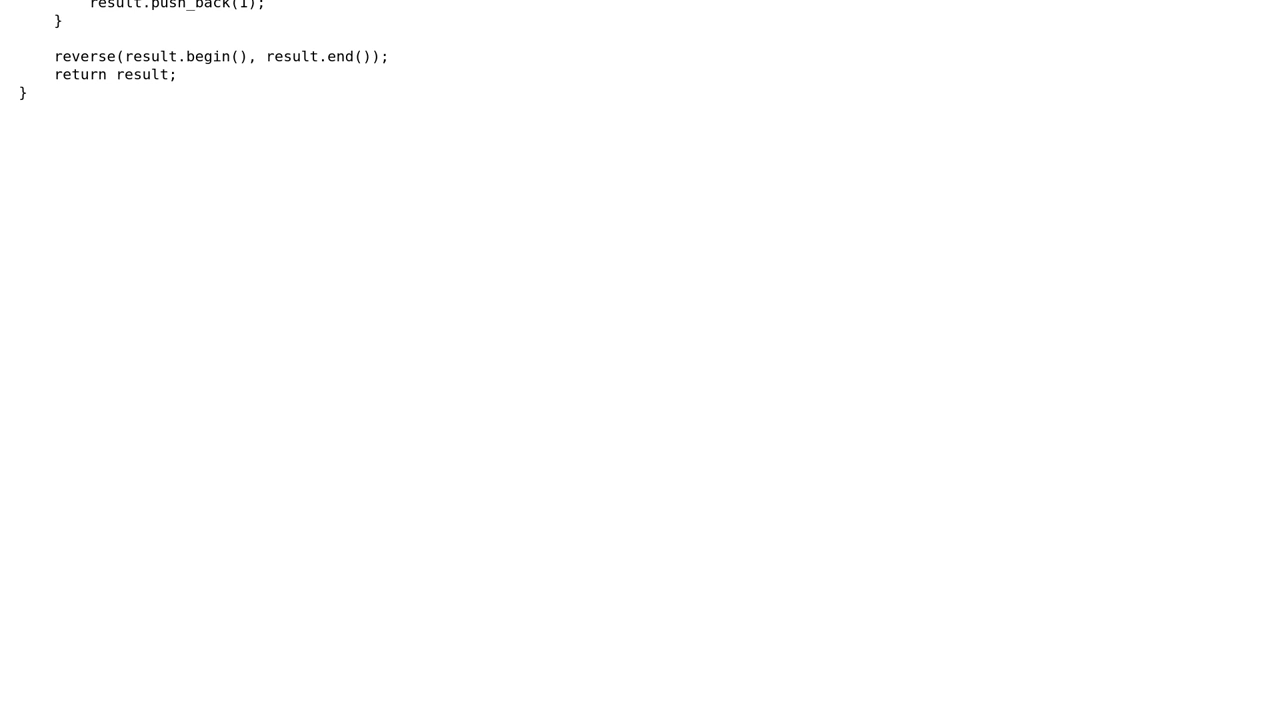 result.push_back(1);
    }

    reverse(result.begin(), result.end());
    return result;
}